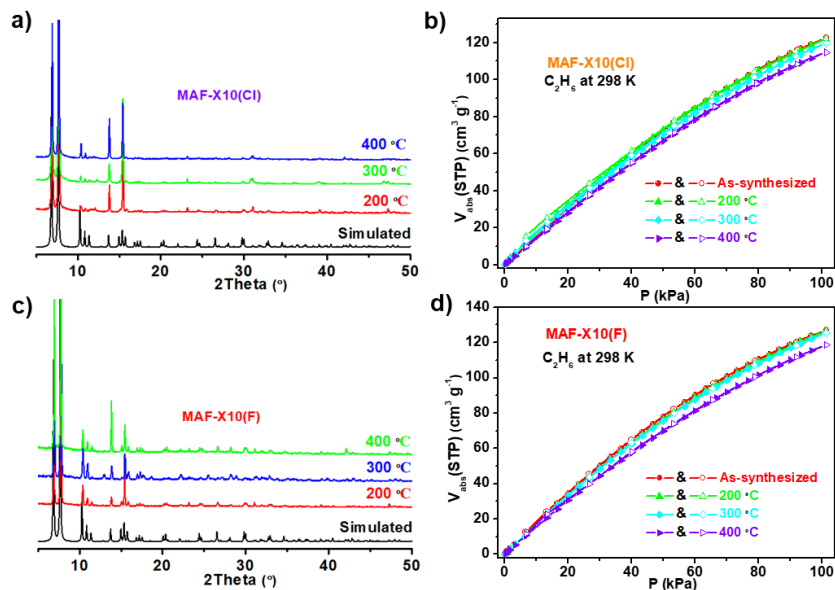 a)
MAF-X10(Cl)
400 °C
300 °C
200 °C
Simulated
5 10 20 30 40 50
2Theta (°)
b)
MAF-X10(Cl)
C₂H₆ at 298 K
V_abs(STP) (cm³ g⁻¹)
120
100
80
60
40
20
0
& As-synthesized
& 200 °C
& 300 °C
& 400 °C
0 20 40 60 80 100
P (kPa)
c)
MAF-X10(F)
400 °C
300 °C
200 °C
Simulated
5 10 20 30 40 50
2Theta (°)
d)
MAF-X10(F)
C₂H₆ at 298 K
V_abs(STP) (cm³ g⁻¹)
140
120
100
80
60
40
20
0
& As-synthesized
& 200 °C
& 300 °C
& 400 °C
0 20 40 60 80 100
P (kPa)